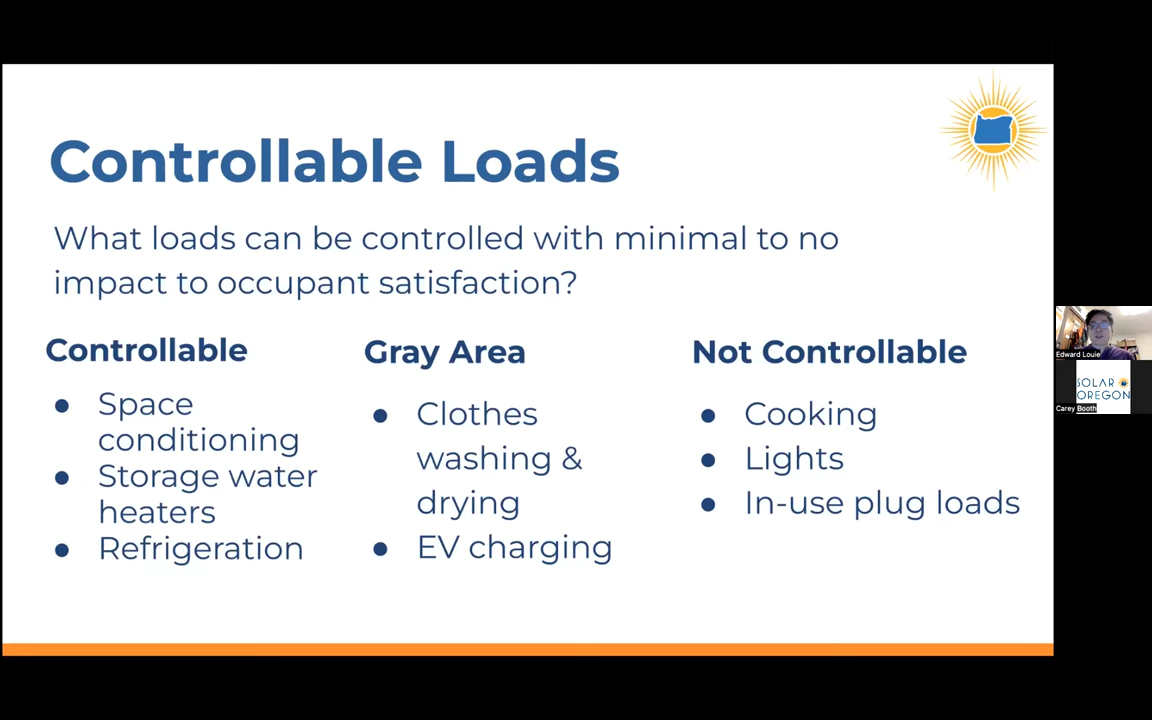 Controllable Loads
What loads can be controlled with minimal to no
impact to occupant satisfaction?
Controllable
● Space
conditioning
● Storage water
heaters
● Refrigeration
Gray Area
● Clothes
washing &
drying
● EV charging
Not Controllable
● Cooking
● Lights
● In-use plug loads
Edward Louie
SOLAR
OREGON
Carey Booth